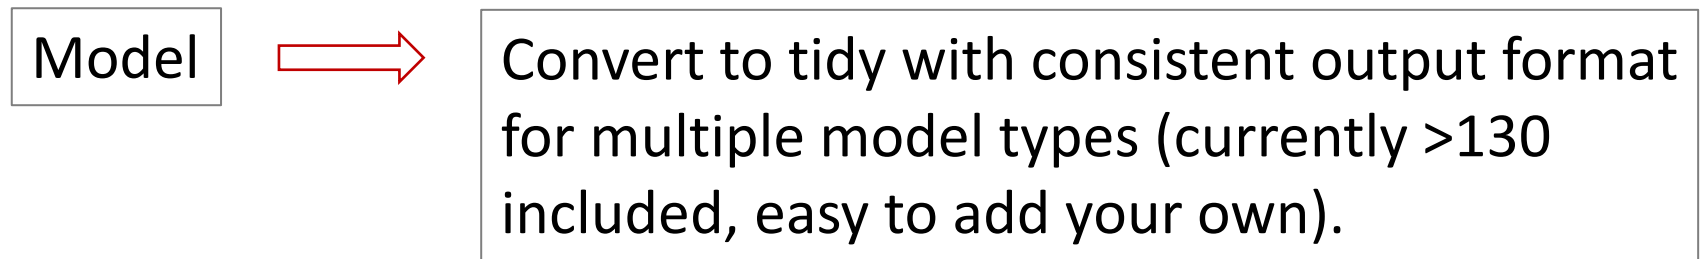 Model
Convert to tidy with consistent output format
for multiple model types (currently >130
included, easy to add your own).